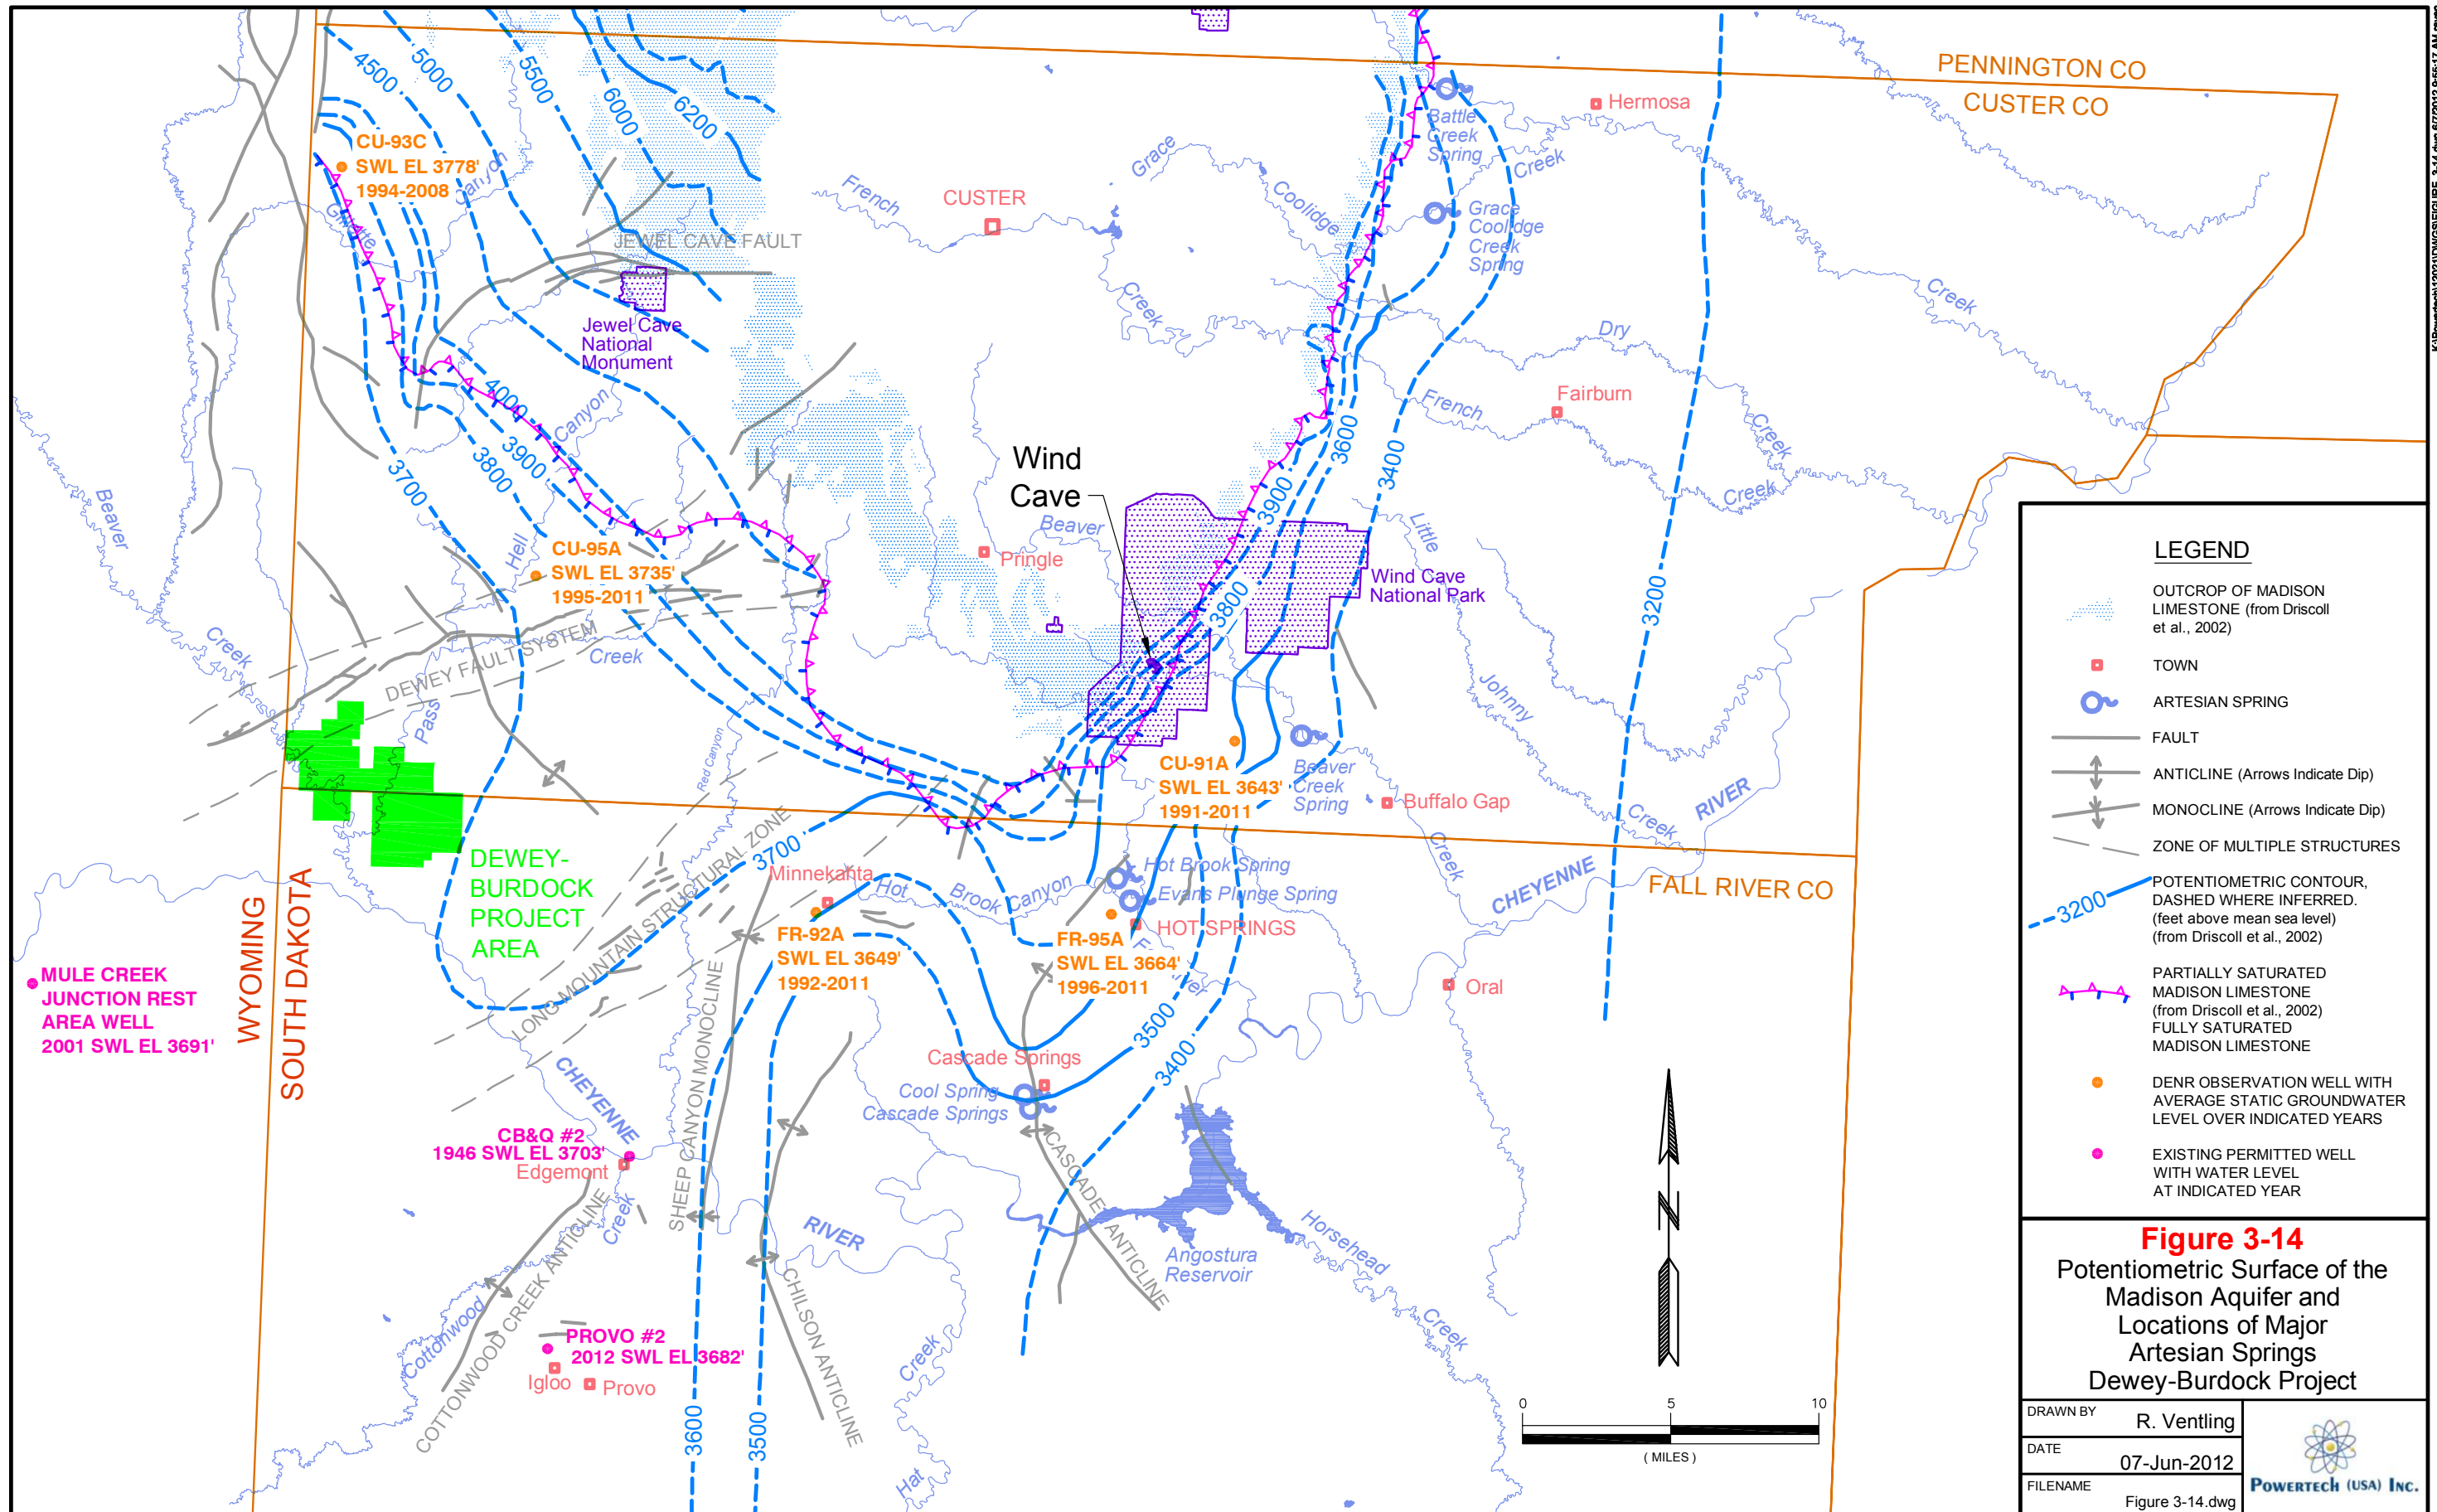 PENNINGTON CO
CUSTER CO
4500
5000
5500
6000
6200
CU-93C
SWL EL 3778'
1994-2008
Canyon
Gillette
JEWEL CAVE FAULT
Jewel Cave
National
Monument
CUSTER
French
Creek
Grace
Coolidge
Creek
Battle
Creek
Spring
Grace
Coolidge
Creek
Spring
Hermosa
Creek
Dry
Creek
Fairburn
French
Creek
4000
3900
3800
3700
Canyon
Hell
Beaver
Creek
CU-95A
SWL EL 3735'
1995-2011
Creek
DEWEY FAULT SYSTEM
Pass
Red Canyon
Wind
Cave
Beaver
Pringle
3900
3600
3400
3800
3200
Wind Cave
National Park
Little
Johnny
Creek
CHEYENNE
RIVER
CU-91A
SWL EL 3643'
1991-2011
Beaver
Creek
Spring
Buffalo Gap
Creek
FALL RIVER CO
DEWEY-
BURDOCK
PROJECT
AREA
WYOMING
SOUTH DAKOTA
MULE CREEK
JUNCTION REST
AREA WELL
2001 SWL EL 3691'
LONG MOUNTAIN STRUCTURAL ZONE
3700
Minnekahta
Hot
Brook
Canyon
Hot Brook Spring
Evans Plunge Spring
HOT SPRINGS
FR-92A
SWL EL 3649'
1992-2011
FR-95A
SWL EL 3664'
1996-2011
River
Oral
3500
3400
Cascade Springs
Cool Spring
Cascade Springs
SHEEP CANYON MONOCLINE
CHEYENNE
CB&Q #2
1946 SWL EL 3703'
Edgemont
Creek
Cottonwood
COTTONWOOD CREEK ANTIGLINE
RIVER
CHILSON ANTICLINE
CASCADE ANTICLINE
Angostura
Reservoir
Horsehead
Creek
PROVO #2
2012 SWL EL 3682'
Igloo
Provo
3600
3500
Creek
Hat
0 5 10
( MILES )
N
LEGEND
OUTCROP OF MADISON
LIMESTONE (from Driscoll
et al., 2002)
TOWN
ARTESIAN SPRING
FAULT
ANTICLINE (Arrows Indicate Dip)
MONOCLINE (Arrows Indicate Dip)
ZONE OF MULTIPLE STRUCTURES
3200
POTENTIOMETRIC CONTOUR,
DASHED WHERE INFERRED.
(feet above mean sea level)
(from Driscoll et al., 2002)
PARTIALLY SATURATED
MADISON LIMESTONE
(from Driscoll et al., 2002)
FULLY SATURATED
MADISON LIMESTONE
DENR OBSERVATION WELL WITH
AVERAGE STATIC GROUNDWATER
LEVEL OVER INDICATED YEARS
EXISTING PERMITTED WELL
WITH WATER LEVEL
AT INDICATED YEAR
Figure 3-14
Potentiometric Surface of the
Madison Aquifer and
Locations of Major
Artesian Springs
Dewey-Burdock Project
DRAWN BY
R. Ventling
DATE
07-Jun-2012
FILENAME
Figure 3-14.dwg
POWERTECH (USA) INC.